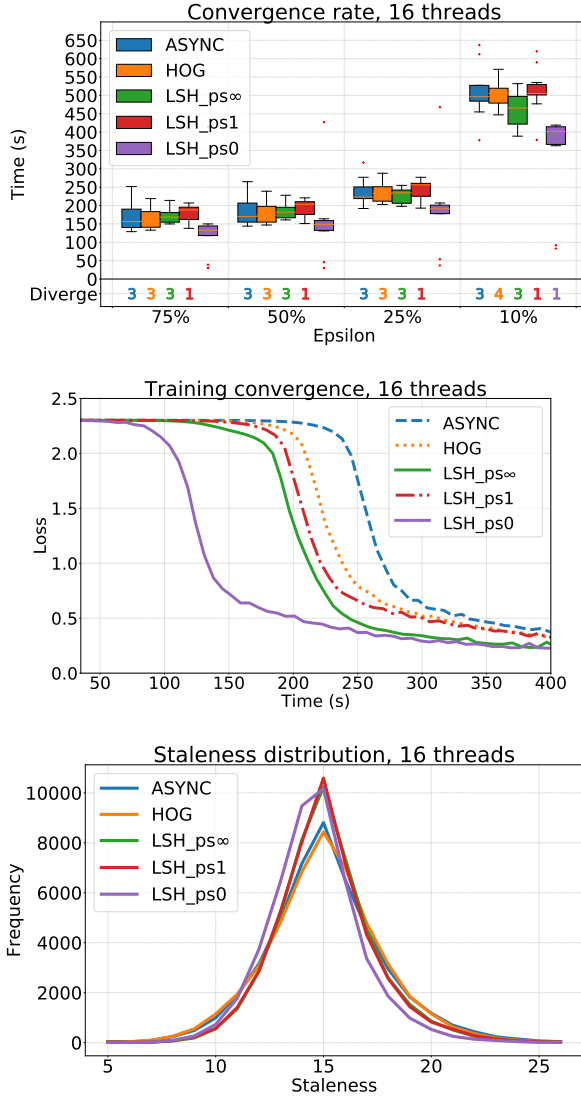 Convergence rate, 16 threads
Time (s)
650
600
550
500
450
400
350
300
250
200
150
100
50
0
ASYNC
HOG
LSH_ps∞
LSH_ps1
LSH_ps0
Diverge
3 3 3 1
3 3 3 1
3 3 3 1
3 4 3 1 1
75% 50% 25% 10%
Epsilon
Training convergence, 16 threads
Loss
2.5
2.0
1.5
1.0
0.5
0.0
ASYNC
HOG
LSH_ps∞
LSH_ps1
LSH_ps0
50 100 150 200 250 300 350 400
Time (s)
Staleness distribution, 16 threads
Frequency
10000
8000
6000
4000
2000
0
ASYNC
HOG
LSH_ps∞
LSH_ps1
LSH_ps0
5 10 15 20 25
Staleness